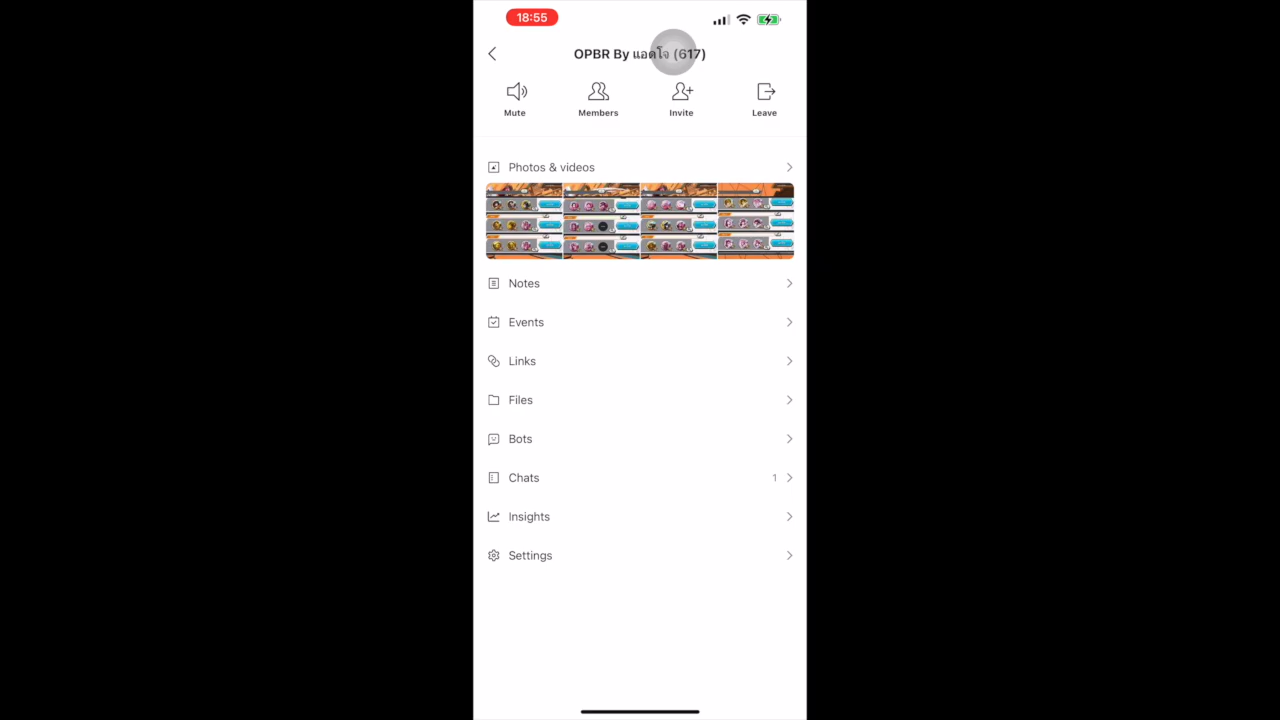 18:55
OPBR By แอดโจ (617)
Mute
Members
Invite
Leave
Photos & videos
Notes
Events
Links
Files
Bots
Chats
1
Insights
Settings